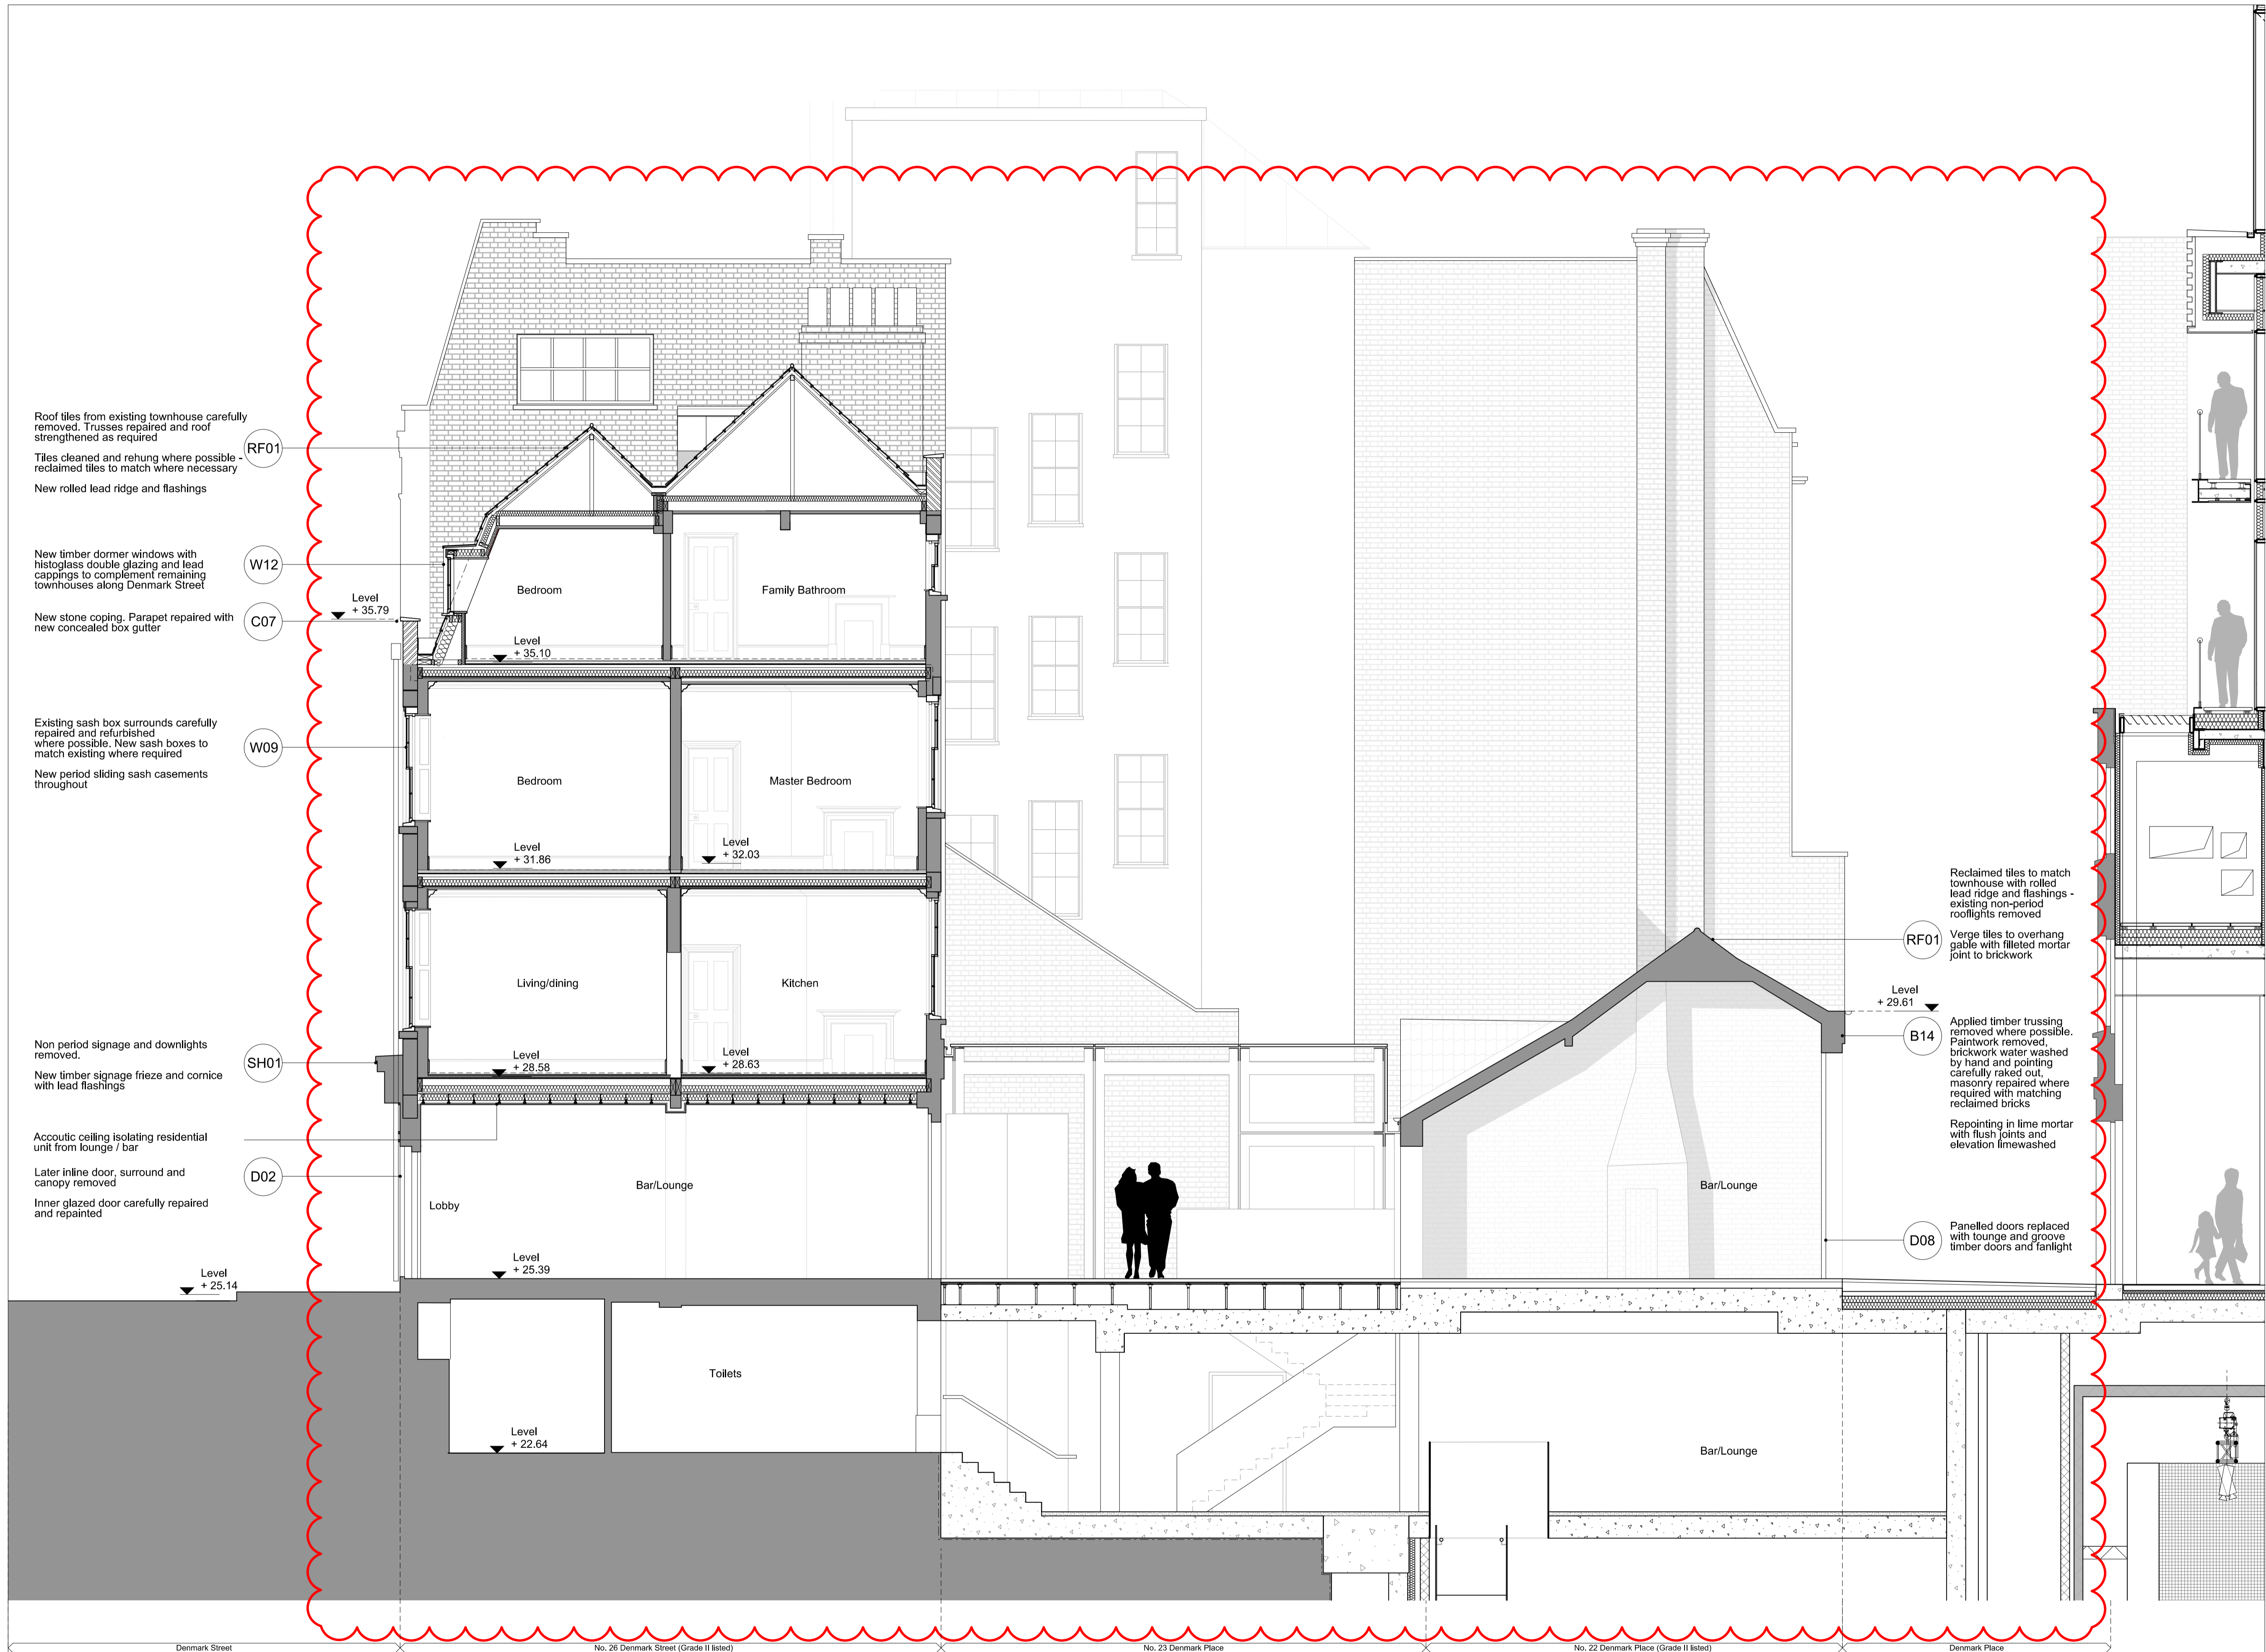 Roof tiles from existing townhouse carefully
removed. Trusses repaired and roof
strengthened as required
Tiles cleaned and rehung where possible -
reclaimed tiles to match where necessary
New rolled lead ridge and flashings
RF01
New timber dormer windows with
histoglass double glazing and lead
cappings to complement remaining
townhouses along Denmark Street
W12
New stone coping. Parapet repaired with
new concealed box gutter
C07
Level
+ 35.79
Existing sash box surrounds carefully
repaired and refurbished
where possible. New sash boxes to
match existing where required
New period sliding sash casements
throughout
W09
Non period signage and downlights
removed.
New timber signage frieze and cornice
with lead flashings
SH01
Accoutic ceiling isolating residential
unit from lounge / bar
Later inline door, surround and
canopy removed
Inner glazed door carefully repaired
and repainted
D02
Level
+ 25.14
Bedroom
Family Bathroom
Level
+ 35.10
Bedroom
Master Bedroom
Level
+ 31.86
Level
+ 32.03
Living/dining
Kitchen
Level
+ 28.58
Level
+ 28.63
Bar/Lounge
Lobby
Level
+ 25.39
Toilets
Level
+ 22.64
Bar/Lounge
Bar/Lounge
Reclaimed tiles to match
townhouse with rolled
lead ridge and flashings -
existing non-period
rooflights removed
Verge tiles to overhang
gable with filleted mortar
joint to brickwork
RF01
Level
+ 29.61
B14
Applied timber trussing
removed where possible.
Paintwork removed,
brickwork water washed
by hand and pointing
carefully raked out,
masonry repaired where
required with matching
reclaimed bricks
Repointing in lime mortar
with flush joints and
elevation limewashed
D08
Panelled doors replaced
with tounge and groove
timber doors and fanlight
Denmark Street
No. 26 Denmark Street (Grade II listed)
No. 23 Denmark Place
No. 22 Denmark Place (Grade II listed)
Denmark Place